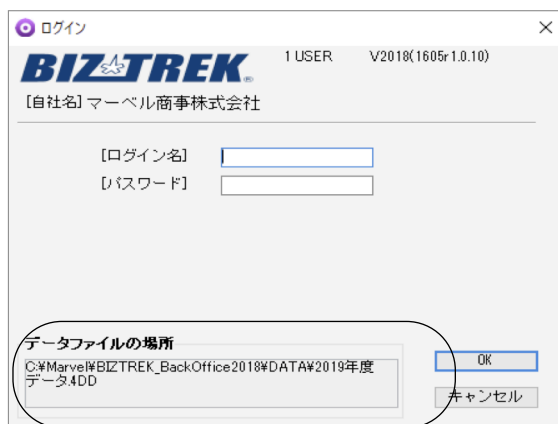 ログイン
BIZ☆TREK® 1 USER V2018(1605r1.0.10)
[自社名] マーベル商事株式会社
[ログイン名]
[パスワード]
データファイルの場所
C:¥Marvel¥BIZTREK_BackOffice2018¥DATA¥2019年度
データ.4DD
OK
キャンセル